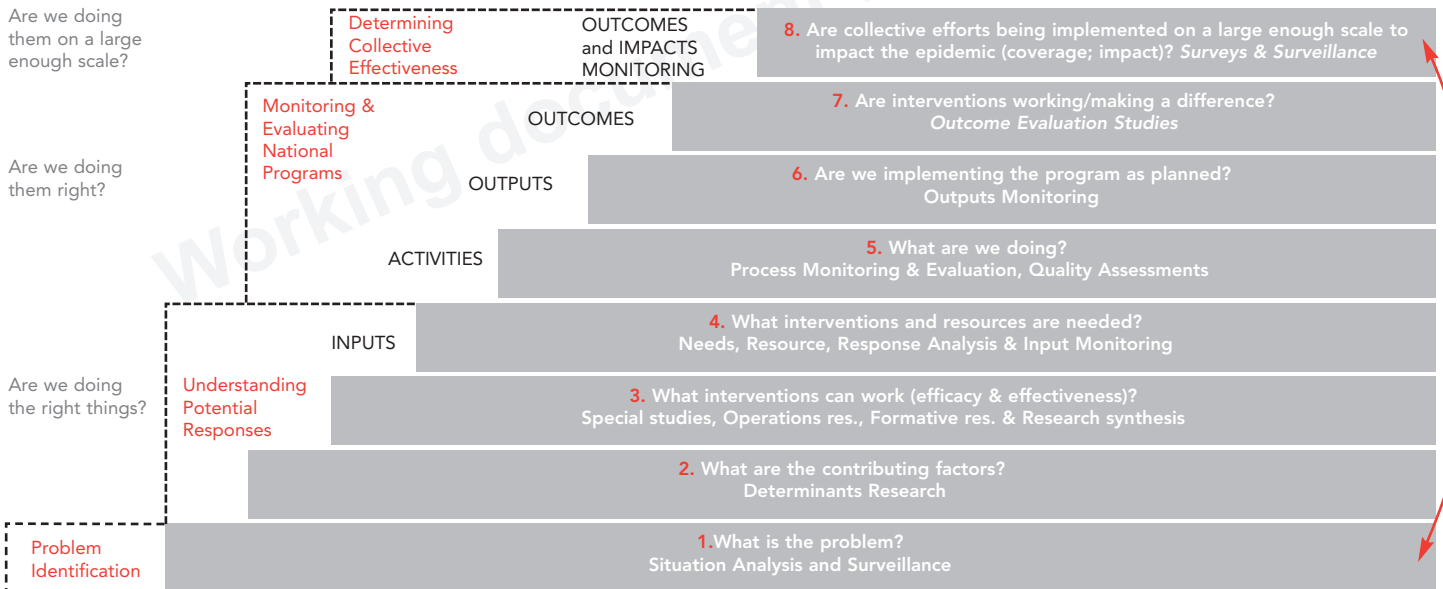 Are we doing
them on a large
enough scale?
Determining
Collective
Effectiveness
OUTCOMES
and IMPACTS
MONITORING
8. Are collective efforts being implemented on a large enough scale to
impact the epidemic (coverage; impact)? Surveys & Surveillance
Monitoring &
Evaluating
National
Programs
OUTCOMES
7. Are interventions working/making a difference?
Outcome Evaluation Studies
Are we doing
them right?
OUTPUTS
6. Are we implementing the program as planned?
Outputs Monitoring
ACTIVITIES
5. What are we doing?
Process Monitoring & Evaluation, Quality Assessments
INPUTS
4. What interventions and resources are needed?
Needs, Resource, Response Analysis & Input Monitoring
Are we doing
the right things?
Understanding
Potential
Responses
3. What interventions can work (efficacy & effectiveness)?
Special studies, Operations res., Formative res. & Research synthesis
2. What are the contributing factors?
Determinants Research
Problem
Identification
1.What is the problem?
Situation Analysis and Surveillance
Working document